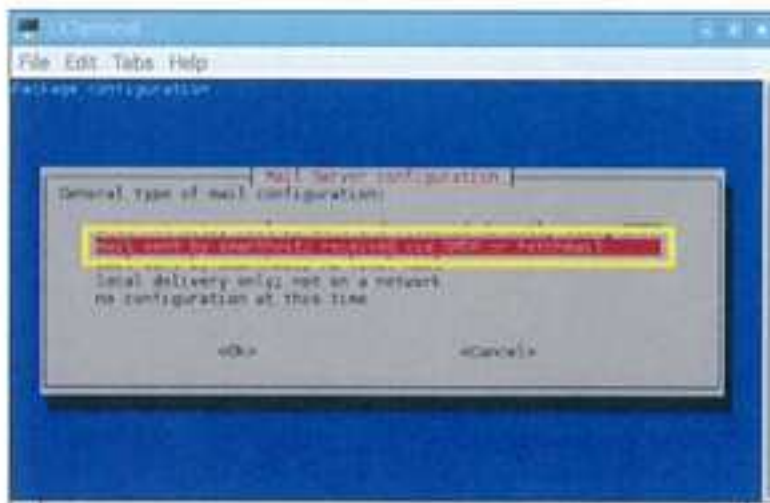 Terminal
File Edit Tabs Help
Package configuration
Mail Server configuration
General type of mail configuration:
mail sent by smarthost; received via SMTP or fetchmail
local delivery only; not on a network
no configuration at this time
<Ok>
<Cancel>